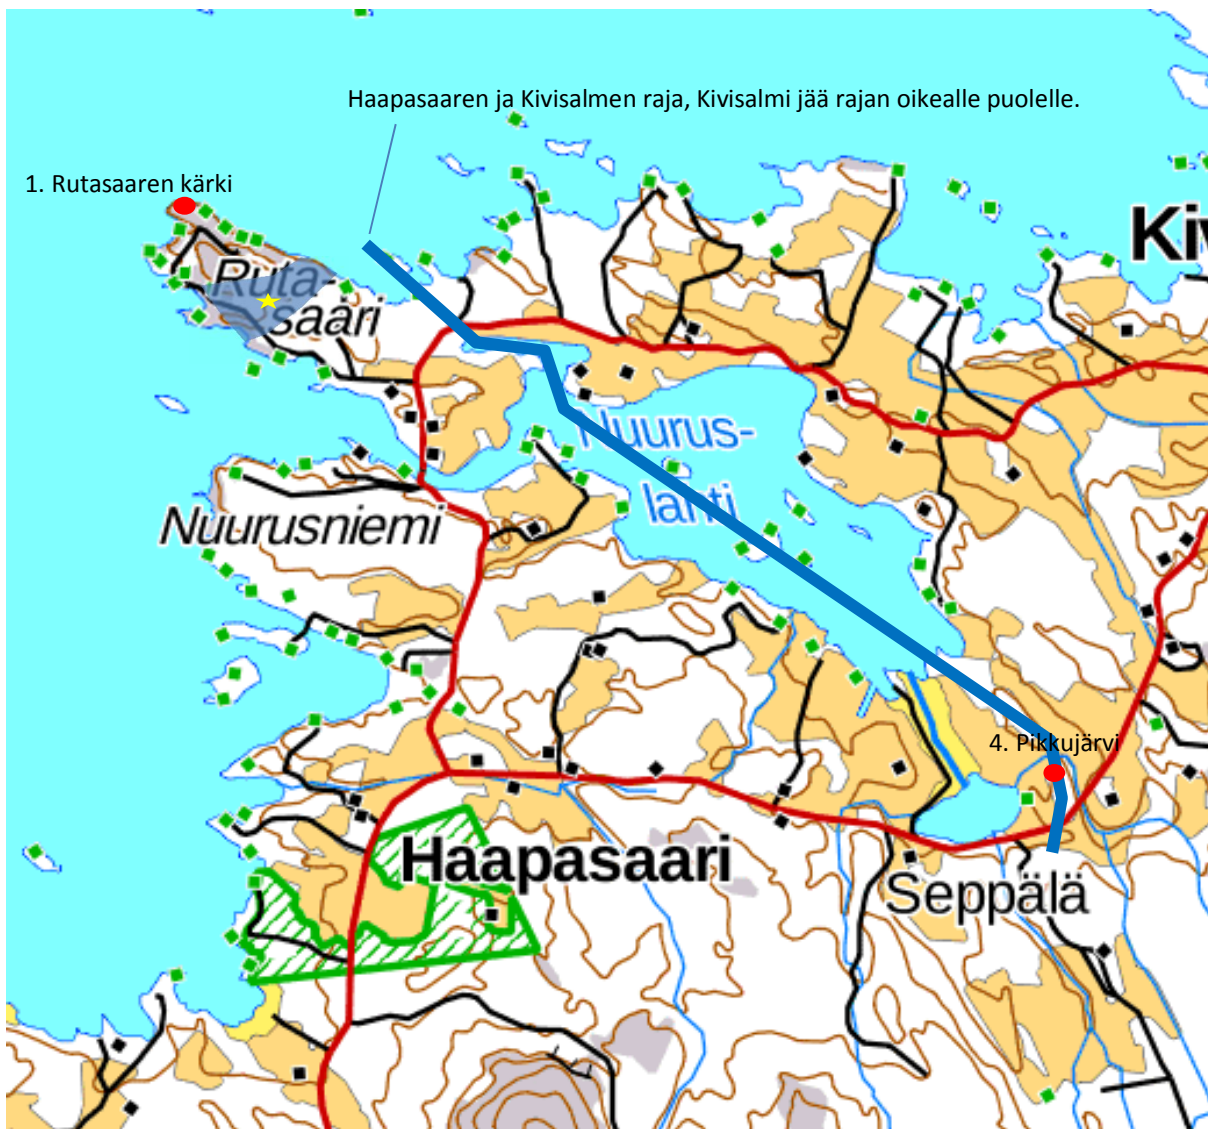 Haapasaaren ja Kivisalmen raja, Kivisalmi jää rajan oikealle puolelle.
1. Rutasaaren kärki
Kiv
Ruta-
saari
Nuurus-
lahti
Nuurusniemi
4. Pikkujärvi
Haapasaari
Seppälä